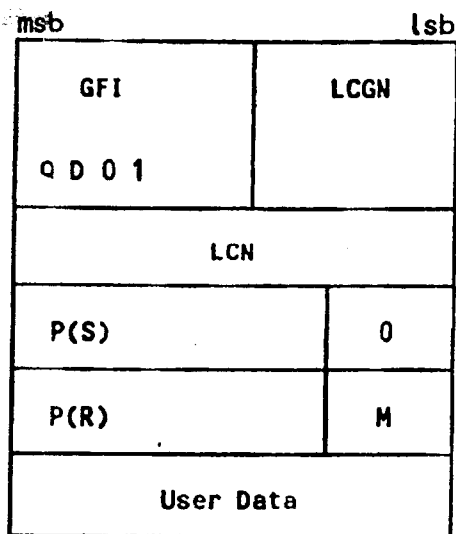 msb lsb
GFI LCGN
Q D 0 1
LCN
P(S) 0
P(R) M
User Data